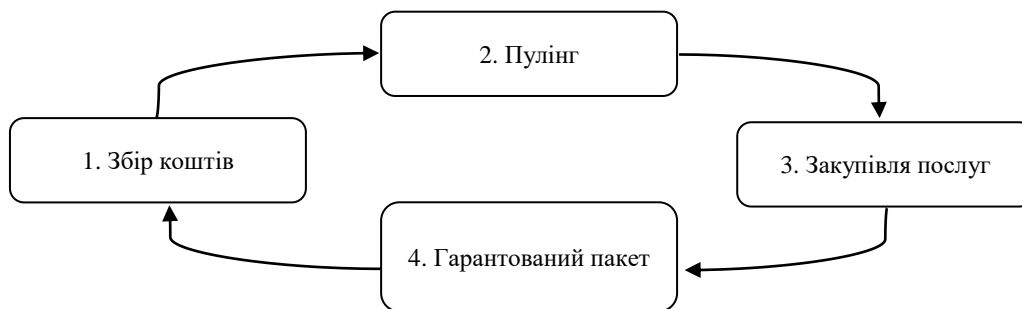 1. Збір коштів
2. Пулінг
3. Закупівля послуг
4. Гарантований пакет